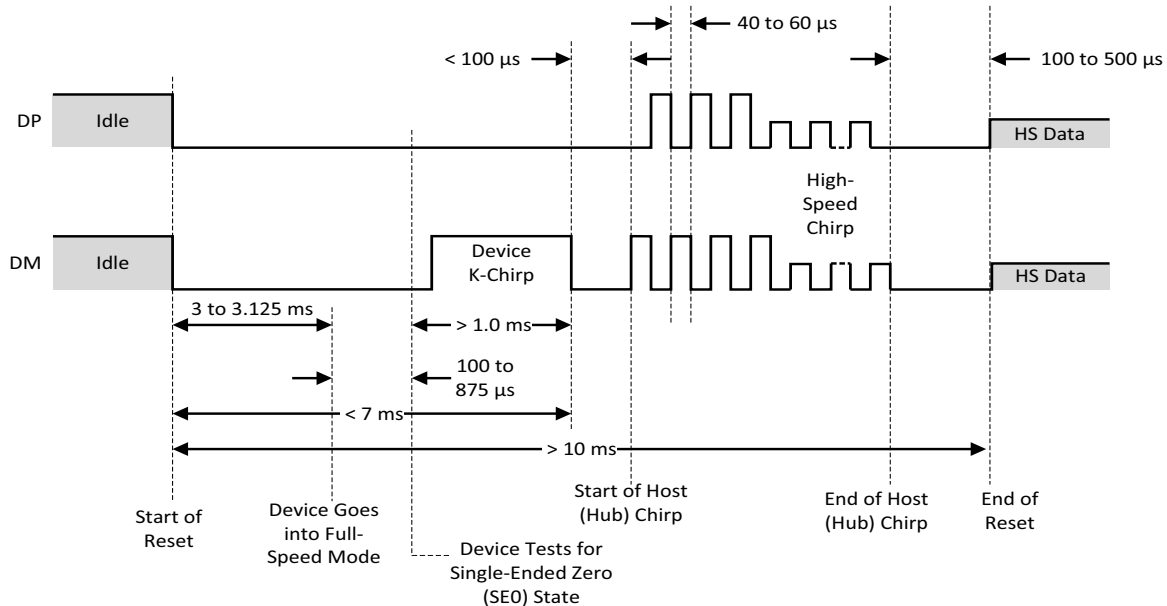 40 to 60 µs
< 100 µs
100 to 500 µs
DP
Idle
HS Data
High-
Speed
Chirp
DM
Idle
Device
K-Chirp
HS Data
3 to 3.125 ms
> 1.0 ms
100 to
875 µs
< 7 ms
> 10 ms
Start of
Reset
Device Goes
into Full-
Speed Mode
Device Tests for
Single-Ended Zero
(SE0) State
Start of Host
(Hub) Chirp
End of Host
(Hub) Chirp
End of
Reset